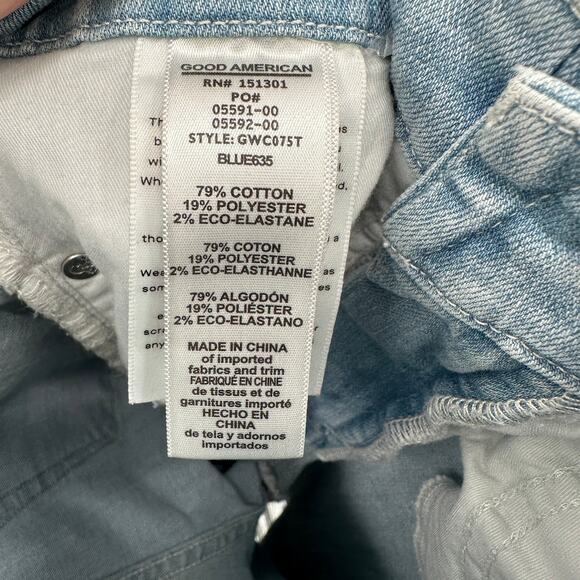 GOOD AMERICAN
RN# 151301
PO#
05591-00
05592-00
STYLE: GWC075T
BLUE635
79% COTTON
19% POLYESTER
2% ECO-ELASTANE
79% COTON
19% POLYESTER
2% ECO-ELASTHANNE
79% ALGODÓN
19% POLIÉSTER
2% ECO-ELASTANO
MADE IN CHINA
of imported
fabrics and trim
FABRIQUÉ EN CHINE
de tissus et de
garnitures importé
HECHO EN
CHINA
de tela y adornos
importados